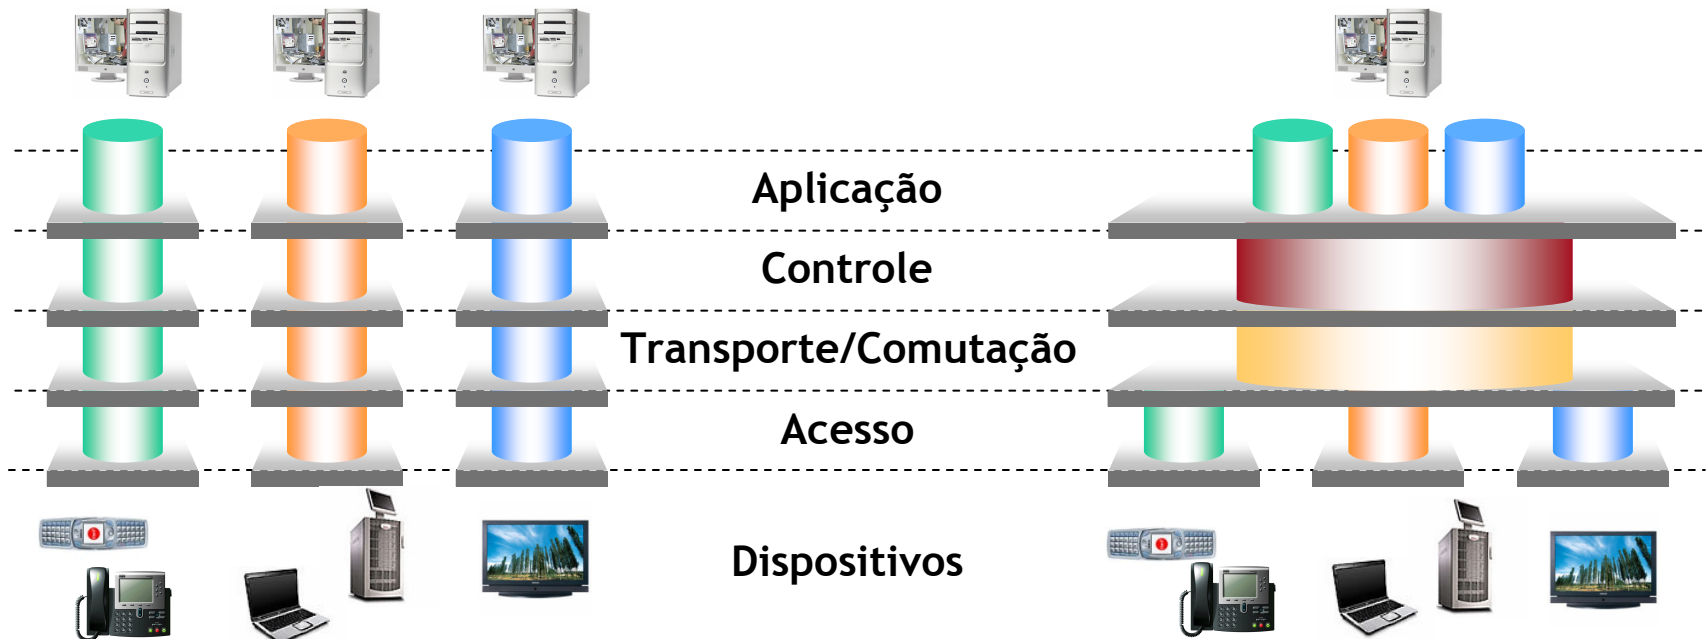 Aplicação
Controle
Transporte/Comutação
Acesso
Dispositivos